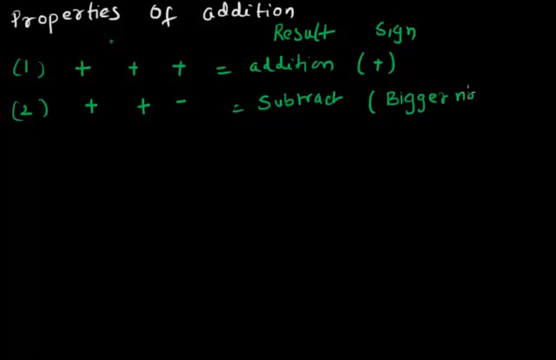 Properties of addition
Result Sign
(1) + + + = addition (+)
(2) + + - = Subtract (Bigger no